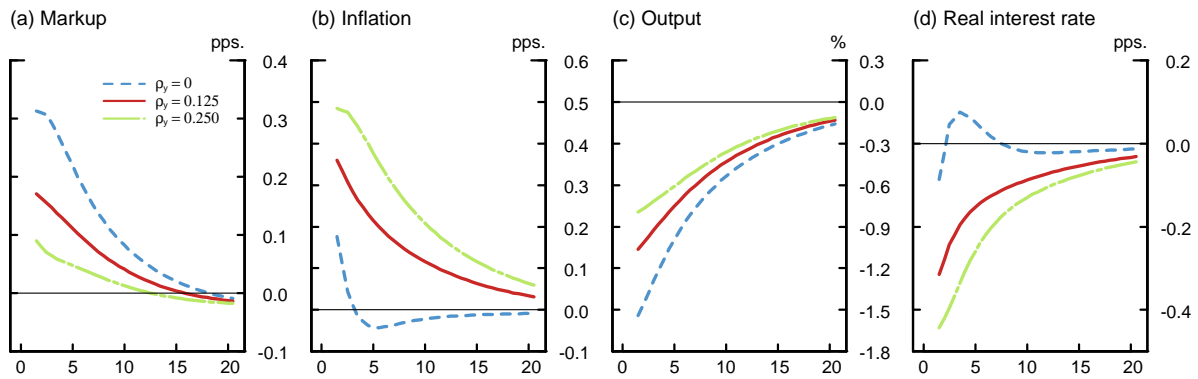 (a) Markup
(b) Inflation
(c) Output
(d) Real interest rate
pps.
pps.
%
pps.
0.4
0.3
0.2
0.1
0.0
-0.1
0.6
0.5
0.4
0.3
0.2
0.1
0.0
-0.1
0.3
0.0
-0.3
-0.6
-0.9
-1.2
-1.5
-1.8
0.2
0.0
-0.2
-0.4
ρy = 0
ρy = 0.125
ρy = 0.250
0 5 10 15 20
0 5 10 15 20
0 5 10 15 20
0 5 10 15 20